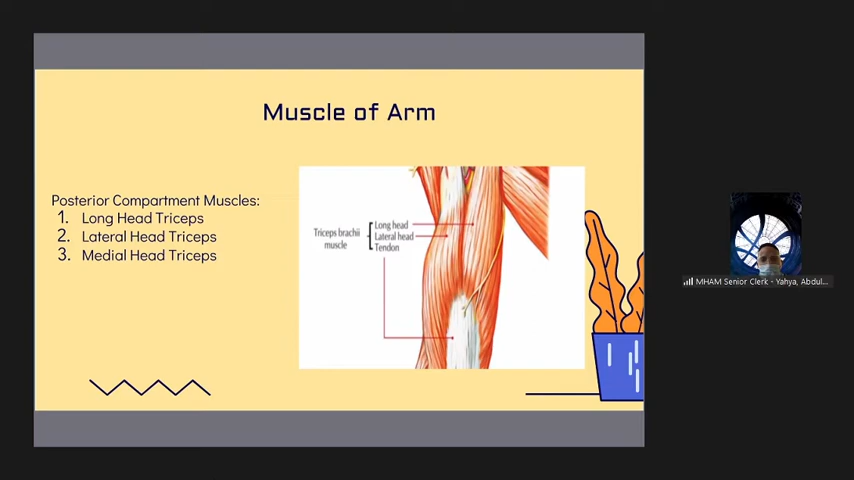 Muscle of Arm
Posterior Compartment Muscles:
1. Long Head Triceps
2. Lateral Head Triceps
3. Medial Head Triceps
Triceps brachii
muscle
Long head
Lateral head
Tendon
MHAM Senior Clerk - Yahya, Abdul...